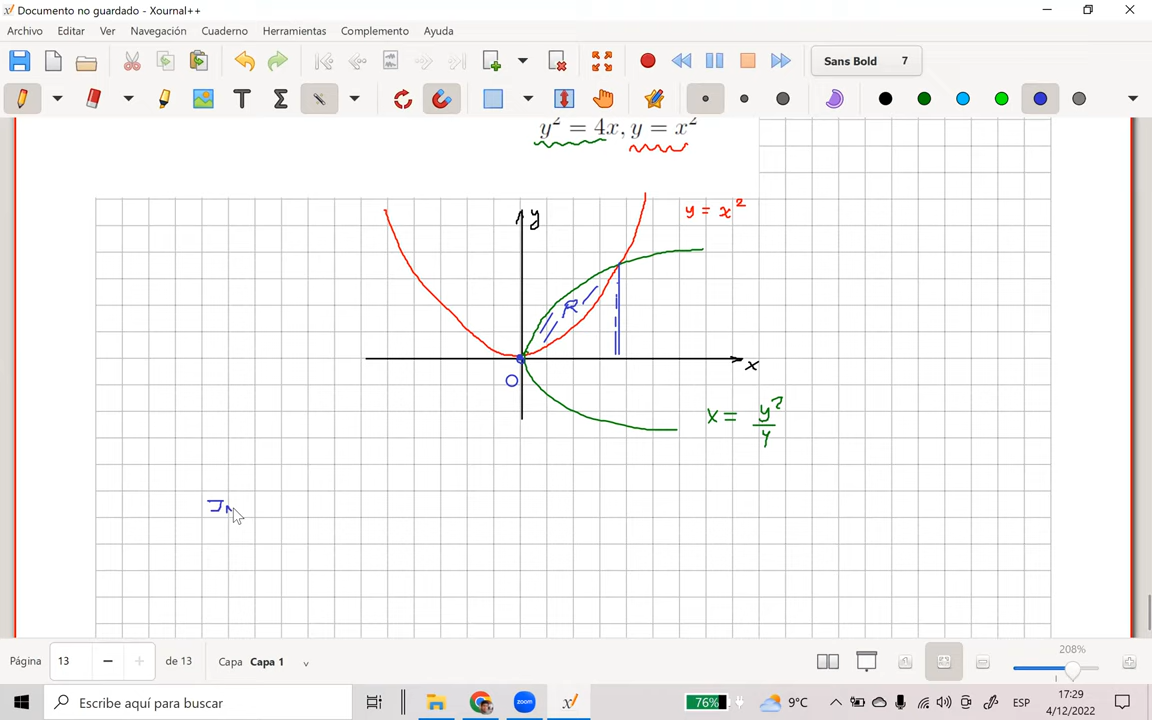 Documento no guardado - Xournal++
Archivo Editar Ver Navegación Cuaderno Herramientas Complemento Ayuda
Sans Bold 7
y² = 4x, y = x²
y = x²
y
R
x
O
x = y²/4
Página 13 de 13 Capa Capa 1
208%
Escribe aquí para buscar
zoom
76%
9°C
ESP
17:29
4/12/2022